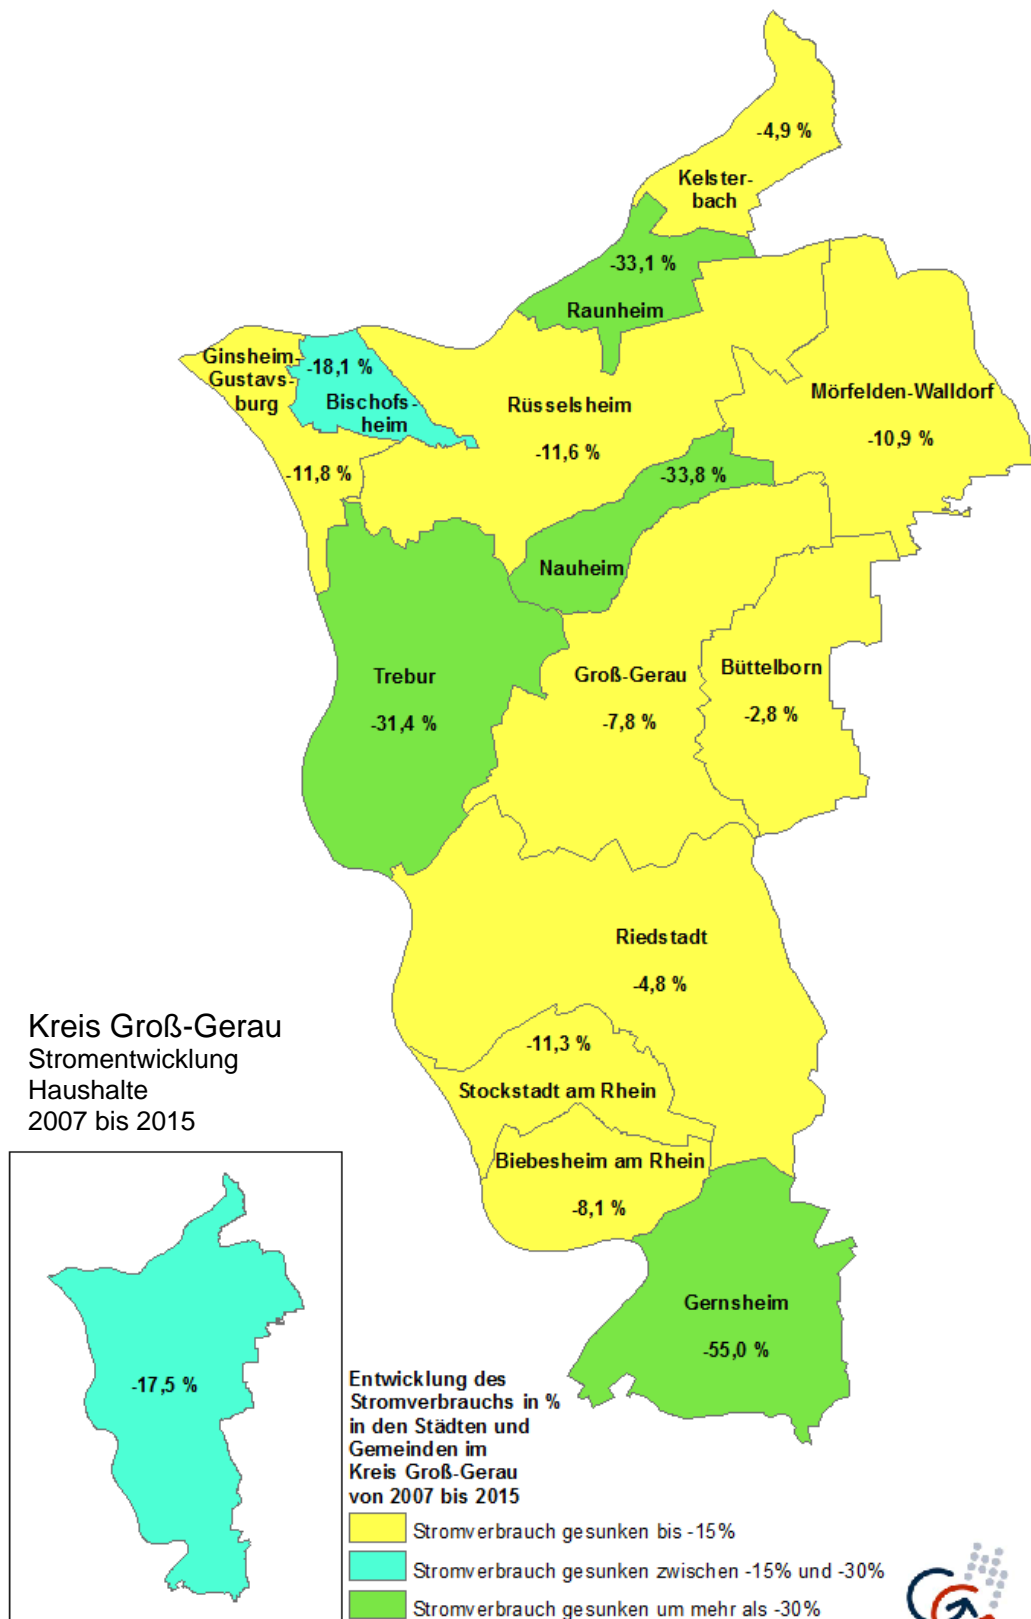 -4,9 %
Kelster-
bach
-33,1 %
Raunheim
Ginsheim-
Gustavs-
burg
-11,8 %
-18,1 %
Bischofs-
heim
Rüsselsheim
-11,6 %
Mörfelden-Walldorf
-10,9 %
-33,8 %
Nauheim
Trebur
-31,4 %
Groß-Gerau
-7,8 %
Büttelborn
-2,8 %
Riedstadt
-4,8 %
-11,3 %
Stockstadt am Rhein
Biebesheim am Rhein
-8,1 %
Gernsheim
-55,0 %
Kreis Groß-Gerau
Stromentwicklung
Haushalte
2007 bis 2015
-17,5 %
Entwicklung des
Stromverbrauchs in %
in den Städten und
Gemeinden im
Kreis Groß-Gerau
von 2007 bis 2015
Stromverbrauch gesunken bis -15%
Stromverbrauch gesunken zwischen -15% und -30%
Stromverbrauch gesunken um mehr als -30%